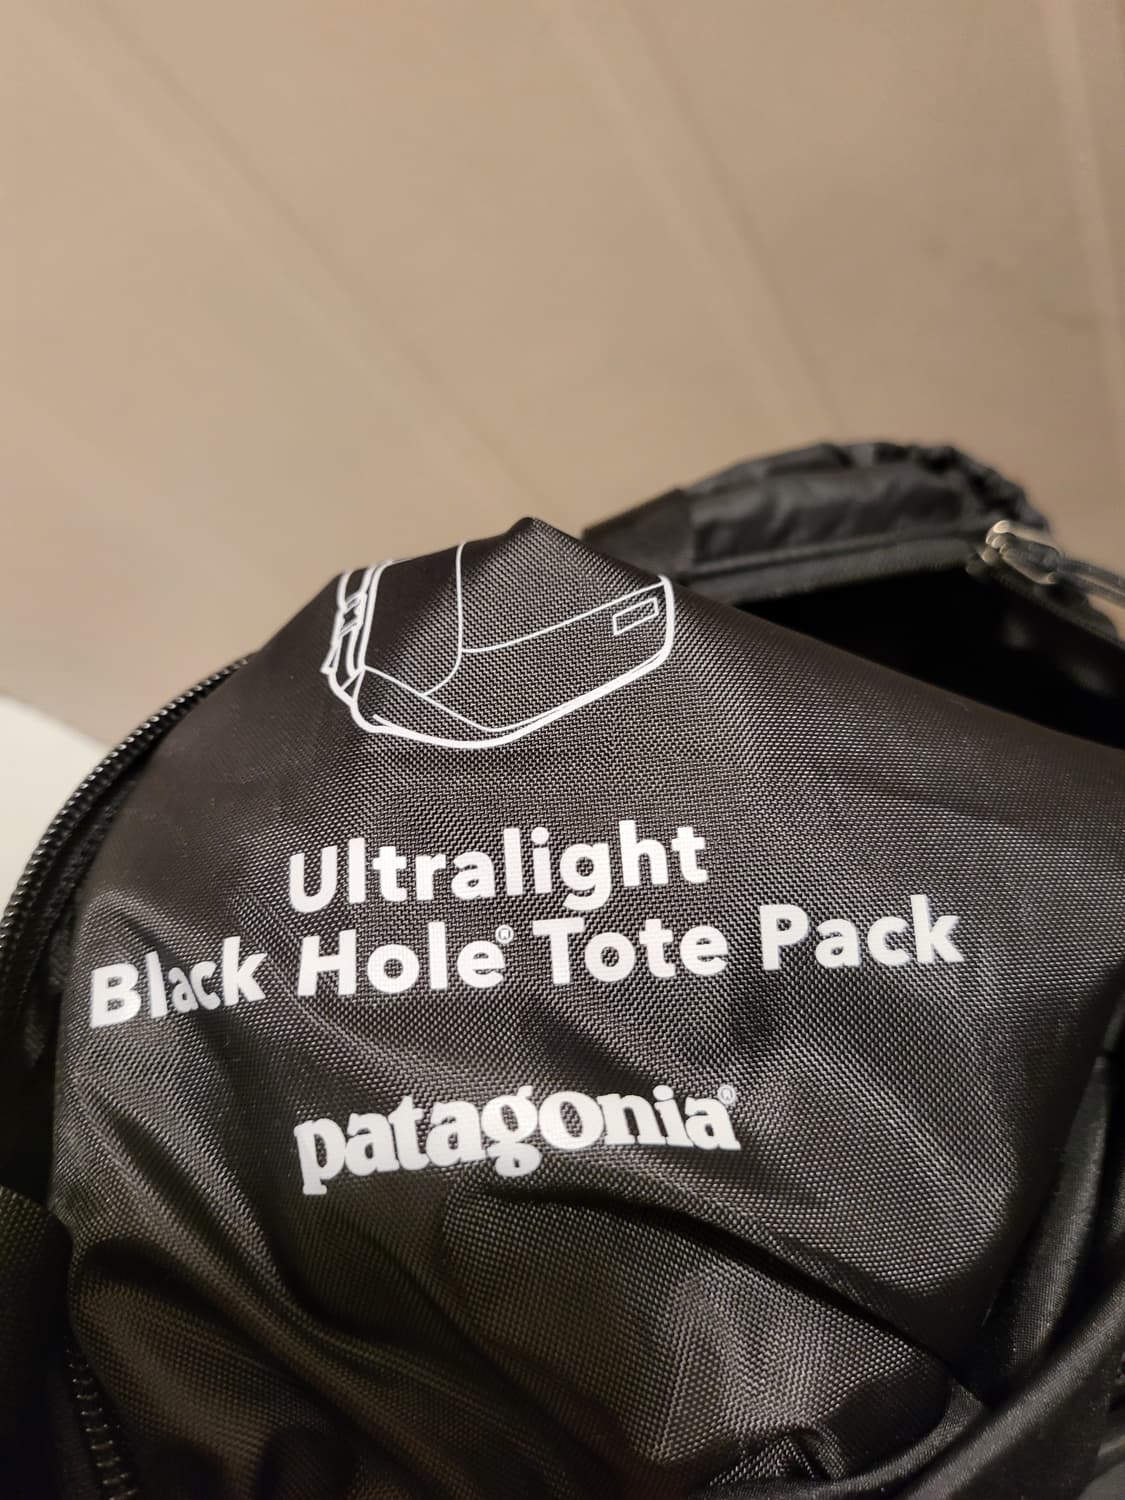 Ultralight
Black Hole® Tote Pack
patagonia®